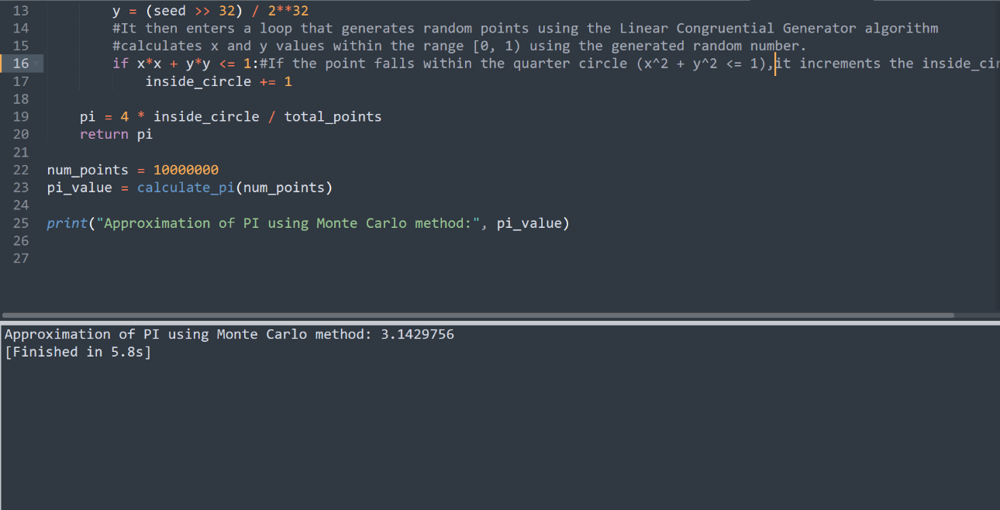 13 y = (seed >> 32) / 2**32
14 #It then enters a loop that generates random points using the Linear Congruential Generator algorithm
15 #calculates x and y values within the range [0, 1) using the generated random number.
16 if x*x + y*y <= 1:#If the point falls within the quarter circle (x^2 + y^2 <= 1),it increments the inside_cir
17 inside_circle += 1
18
19 pi = 4 * inside_circle / total_points
20 return pi
21
22 num_points = 10000000
23 pi_value = calculate_pi(num_points)
24
25 print("Approximation of PI using Monte Carlo method:", pi_value)
26
27
Approximation of PI using Monte Carlo method: 3.1429756
[Finished in 5.8s]